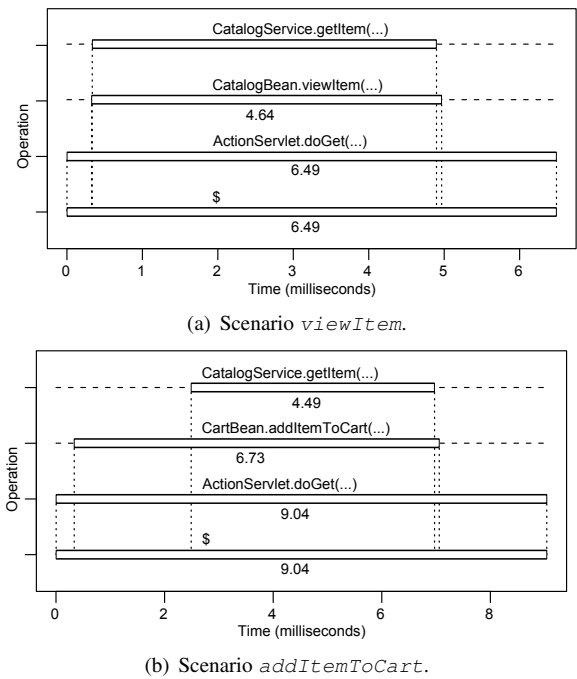 CatalogService.getItem(...)
CatalogBean.viewItem(...)
4.64
ActionServlet.doGet(...)
6.49
$
6.49
Operation
0 1 2 3 4 5 6
Time (milliseconds)
(a) Scenario viewItem.
CatalogService.getItem(...)
4.49
CartBean.addItemToCart(...)
6.73
ActionServlet.doGet(...)
9.04
$
9.04
Operation
0 2 4 6 8
Time (milliseconds)
(b) Scenario addItemToCart.